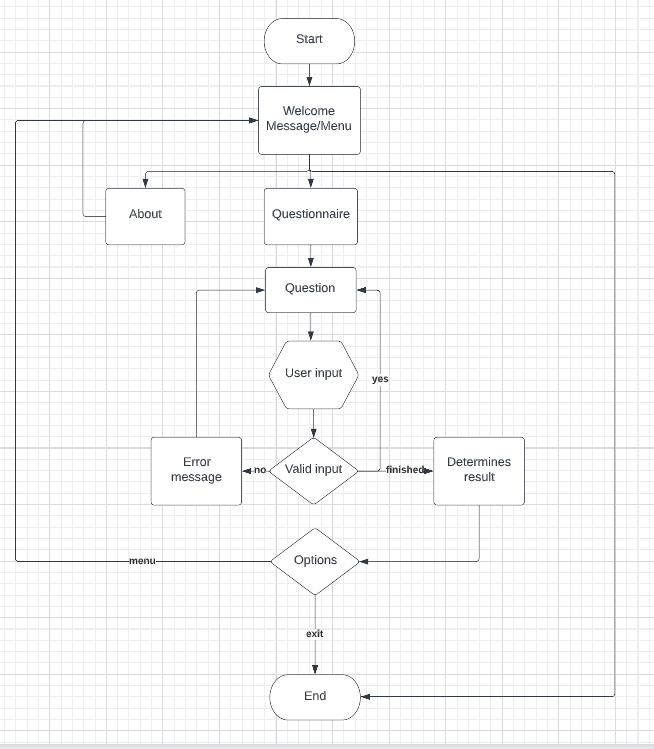 Start
Welcome
Message/Menu
About
Questionnaire
Question
User input
yes
Error
message
no
Valid input
finished
Determines
result
menu
Options
exit
End